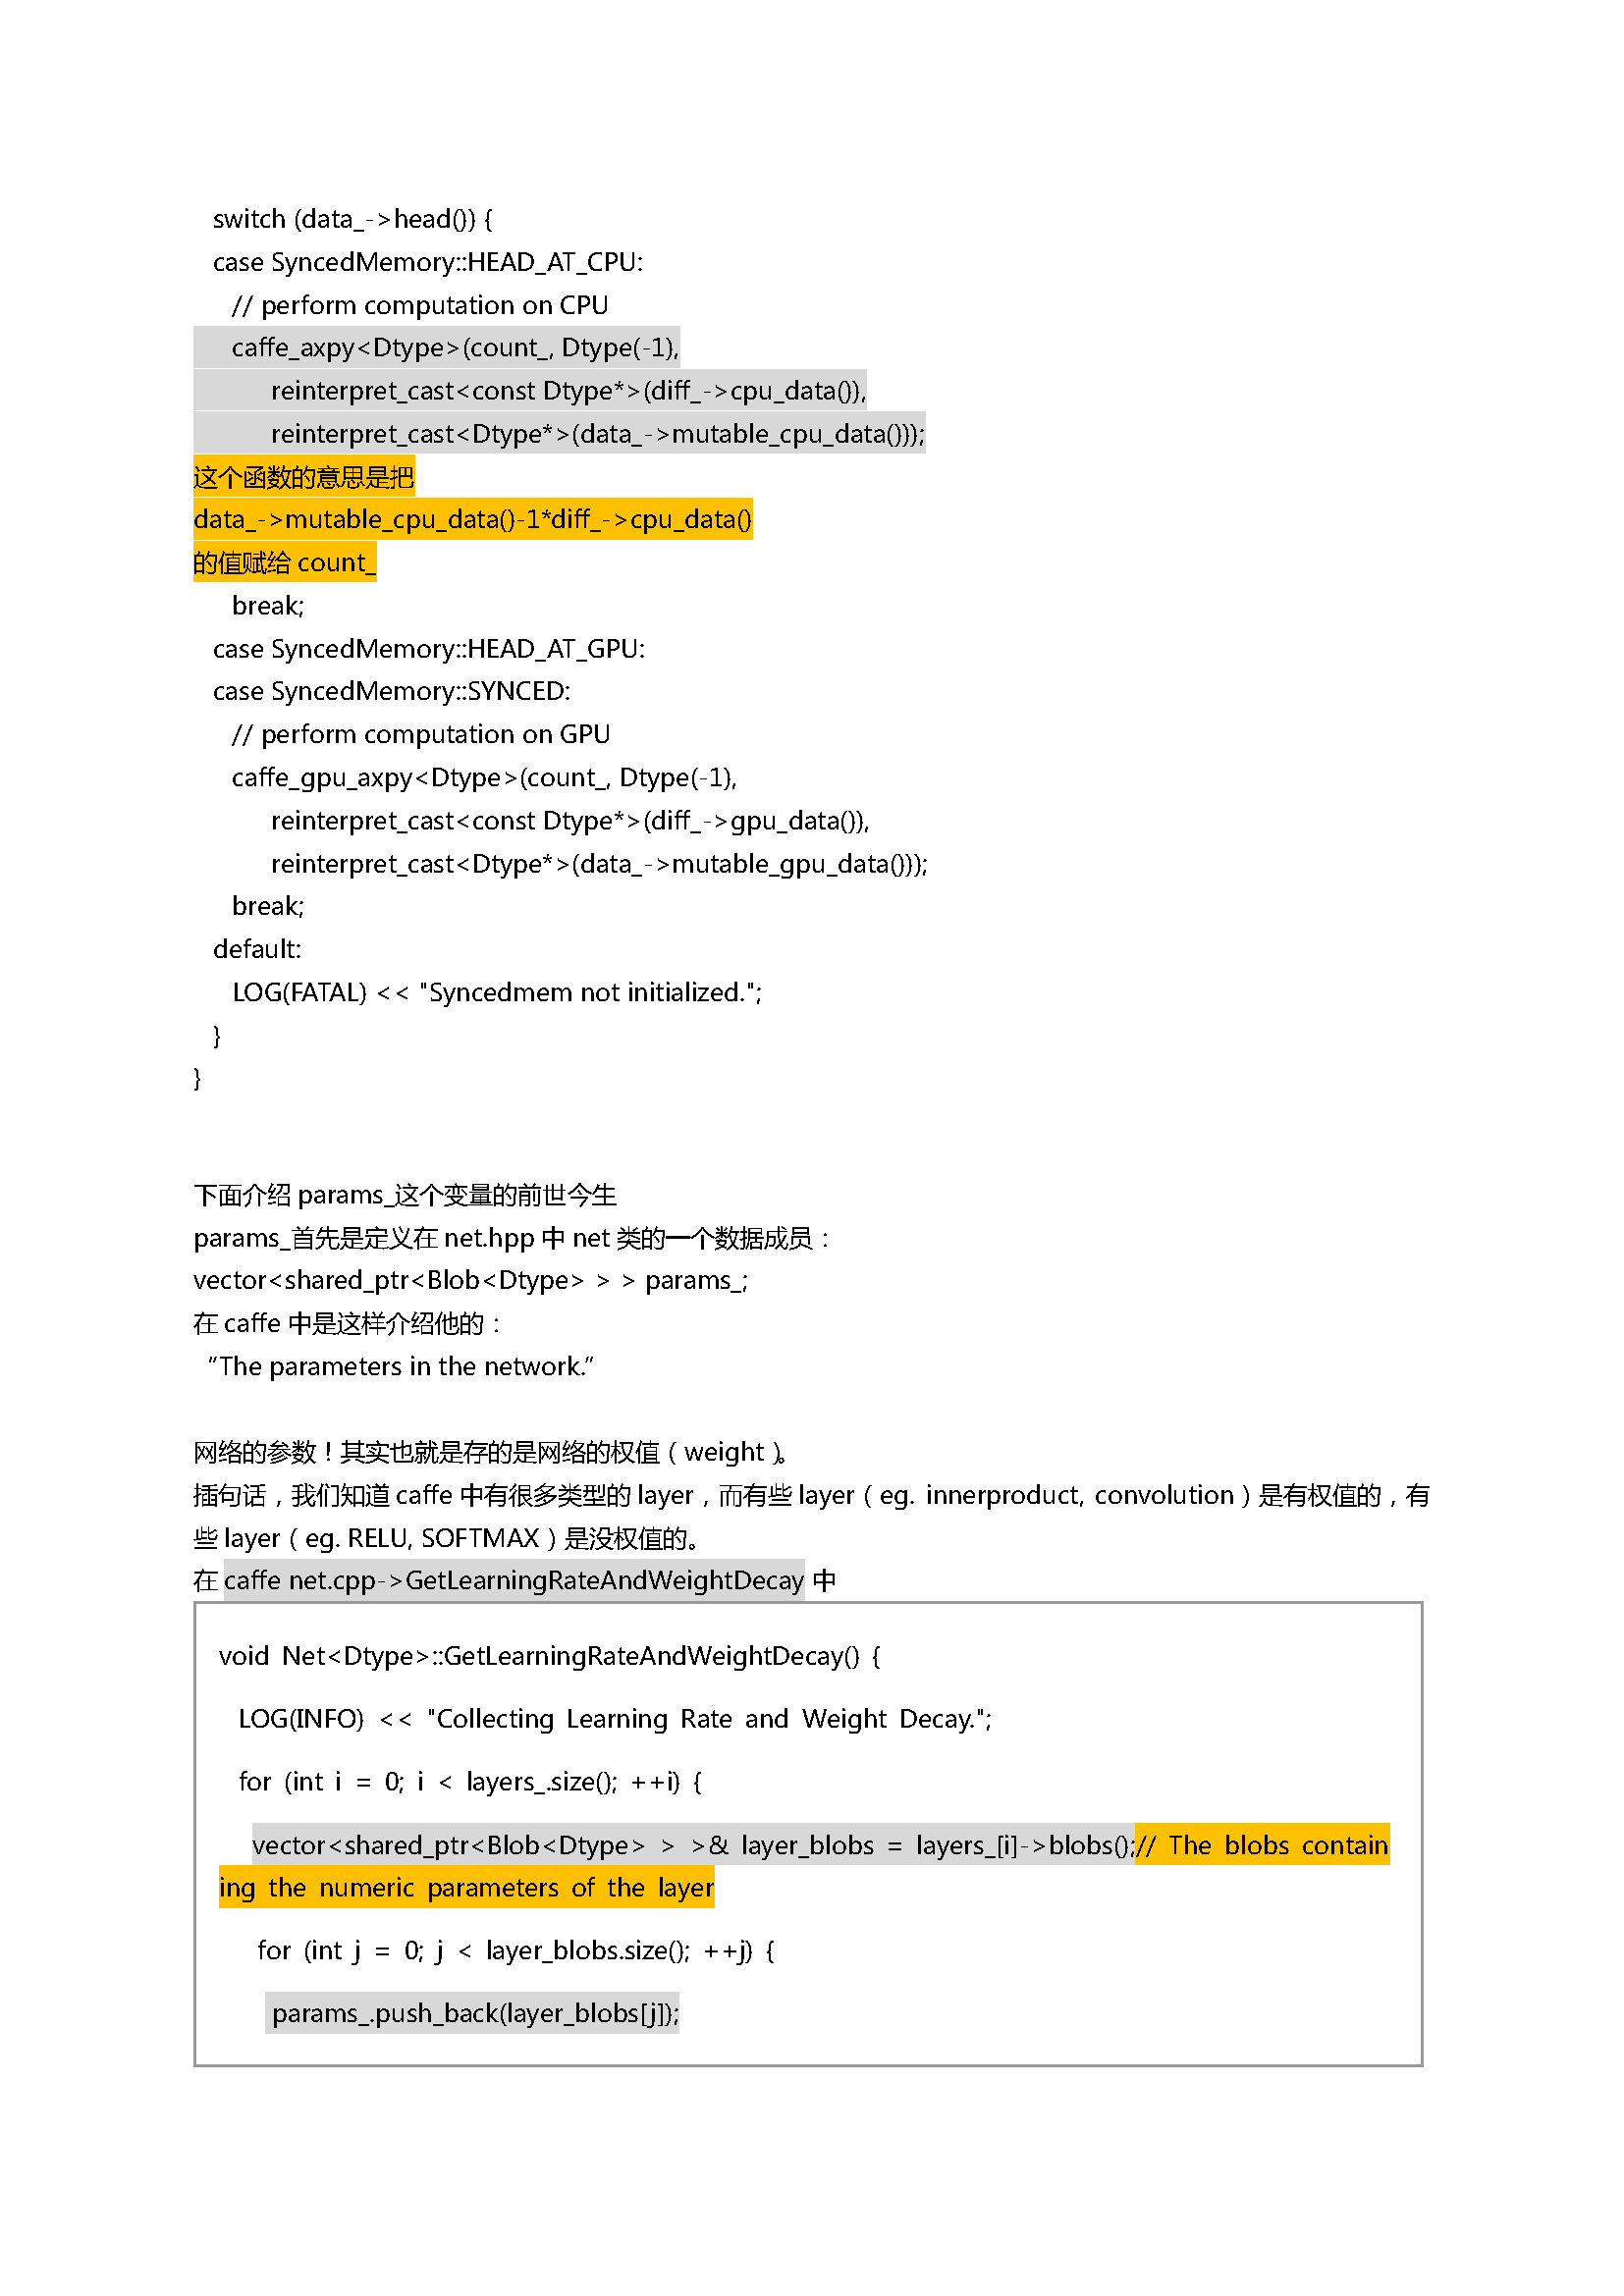 switch (data_->head()) {
case SyncedMemory::HEAD_AT_CPU:
// perform computation on CPU
caffe_axpy<Dtype>(count_, Dtype(-1),
reinterpret_cast<const Dtype*>(diff_->cpu_data()),
reinterpret_cast<Dtype*>(data_->mutable_cpu_data()));
这个函数的意思是把
data_->mutable_cpu_data()-1*diff_->cpu_data()
的值赋给 count_
break;
case SyncedMemory::HEAD_AT_GPU:
case SyncedMemory::SYNCED:
// perform computation on GPU
caffe_gpu_axpy<Dtype>(count_, Dtype(-1),
reinterpret_cast<const Dtype*>(diff_->gpu_data()),
reinterpret_cast<Dtype*>(data_->mutable_gpu_data()));
break;
default:
LOG(FATAL) << "Syncedmem not initialized.";
}
}
下面介绍 params_这个变量的前世今生
params_首先是定义在 net.hpp 中 net 类的一个数据成员：
vector<shared_ptr<Blob<Dtype> > > params_;
在 caffe 中是这样介绍他的：
“The parameters in the network.”
网络的参数！其实也就是存的是网络的权值（weight）。
插句话，我们知道 caffe 中有很多类型的 layer，而有些 layer（eg. innerproduct, convolution）是有权值的，有
些 layer（eg. RELU, SOFTMAX）是没权值的。
在 caffe net.cpp->GetLearningRateAndWeightDecay 中
void Net<Dtype>::GetLearningRateAndWeightDecay() {
LOG(INFO) << "Collecting Learning Rate and Weight Decay.";
for (int i = 0; i < layers_.size(); ++i) {
vector<shared_ptr<Blob<Dtype> > >& layer_blobs = layers_[i]->blobs();// The blobs contain
ing the numeric parameters of the layer
for (int j = 0; j < layer_blobs.size(); ++j) {
params_.push_back(layer_blobs[j]);